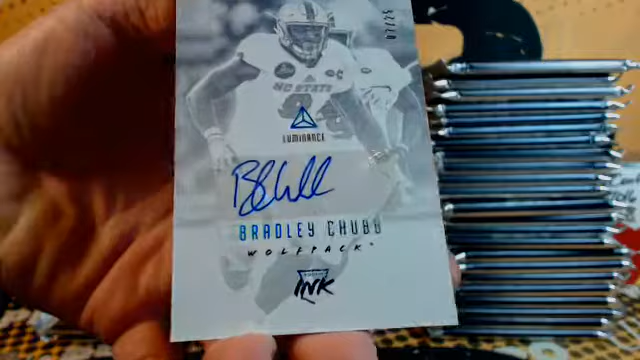 07/25
NC STATE
C
LUMINANCE
BRADLEY CHUBB
WOLFPACK
INK